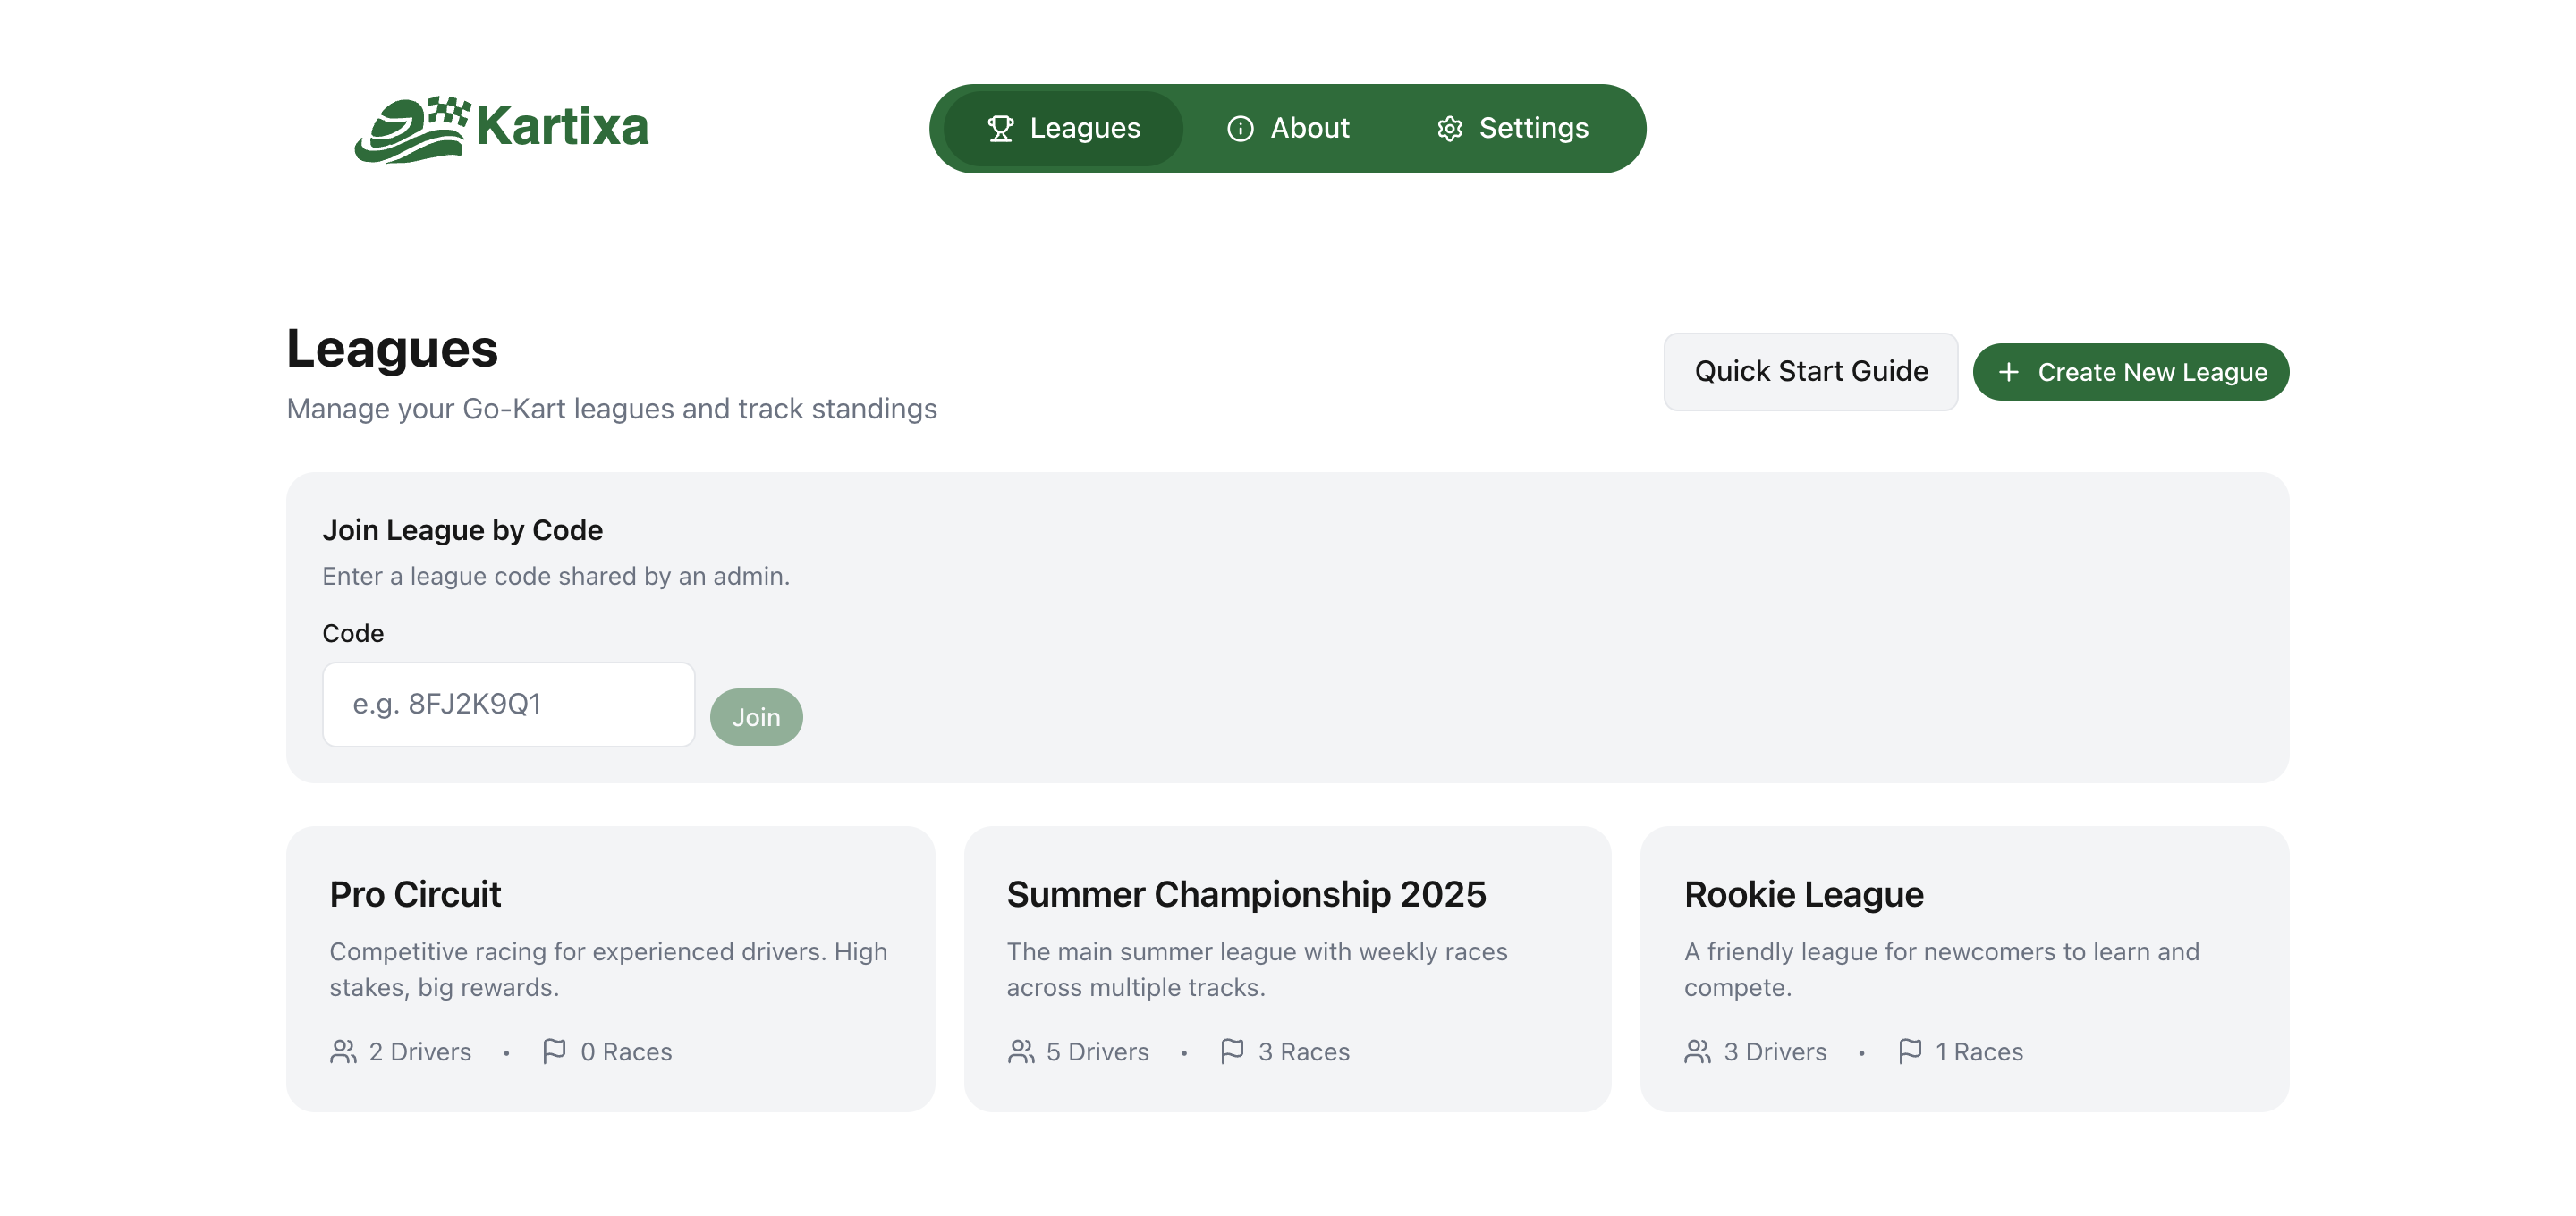 Kartixa
Leagues
About
Settings
Leagues
Manage your Go-Kart leagues and track standings
Quick Start Guide
Create New League
Join League by Code
Enter a league code shared by an admin.
Code
e.g. 8FJ2K9Q1
Join
Pro Circuit
Competitive racing for experienced drivers. High
stakes, big rewards.
2 Drivers • 0 Races
Summer Championship 2025
The main summer league with weekly races
across multiple tracks.
5 Drivers • 3 Races
Rookie League
A friendly league for newcomers to learn and
compete.
3 Drivers • 1 Races